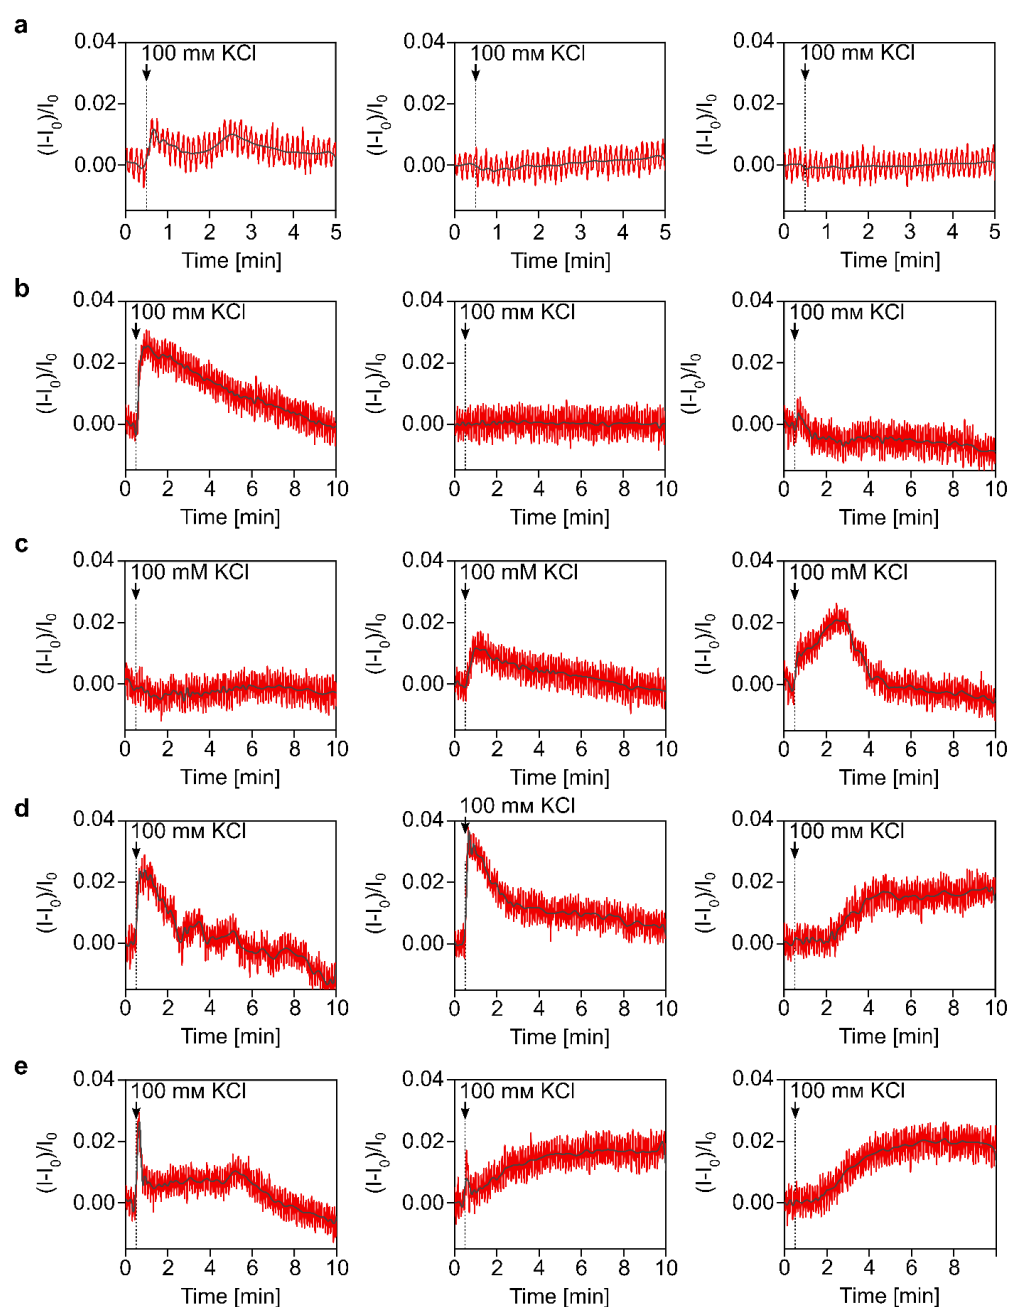 a
0.04 0.02 0.00 (I-I₀)/I₀ 100 mᴍ KCl 0 1 2 3 4 5 Time [min]
0.04 0.02 0.00 (I-I₀)/I₀ 100 mᴍ KCl 0 1 2 3 4 5 Time [min]
0.04 0.02 0.00 (I-I₀)/I₀ 100 mᴍ KCl 0 1 2 3 4 5 Time [min]
b
0.04 0.02 0.00 (I-I₀)/I₀ 100 mᴍ KCl 0 2 4 6 8 10 Time [min]
0.04 0.02 0.00 (I-I₀)/I₀ 100 mᴍ KCl 0 2 4 6 8 10 Time [min]
0.04 0.02 0.00 (I-I₀)/I₀ 100 mᴍ KCl 0 2 4 6 8 10 Time [min]
c
0.04 0.02 0.00 (I-I₀)/I₀ 100 mM KCl 0 2 4 6 8 10 Time [min]
0.04 0.02 0.00 (I-I₀)/I₀ 100 mM KCl 0 2 4 6 8 10 Time [min]
0.04 0.02 0.00 (I-I₀)/I₀ 100 mM KCl 0 2 4 6 8 10 Time [min]
d
0.04 0.02 0.00 (I-I₀)/I₀ 100 mᴍ KCl 0 2 4 6 8 10 Time [min]
0.04 0.02 0.00 (I-I₀)/I₀ 100 mᴍ KCl 0 2 4 6 8 10 Time [min]
0.04 0.02 0.00 (I-I₀)/I₀ 100 mᴍ KCl 0 2 4 6 8 10 Time [min]
e
0.04 0.02 0.00 (I-I₀)/I₀ 100 mᴍ KCl 0 2 4 6 8 10 Time [min]
0.04 0.02 0.00 (I-I₀)/I₀ 100 mᴍ KCl 0 2 4 6 8 10 Time [min]
0.04 0.02 0.00 (I-I₀)/I₀ 100 mᴍ KCl 0 2 4 6 8 10 Time [min]